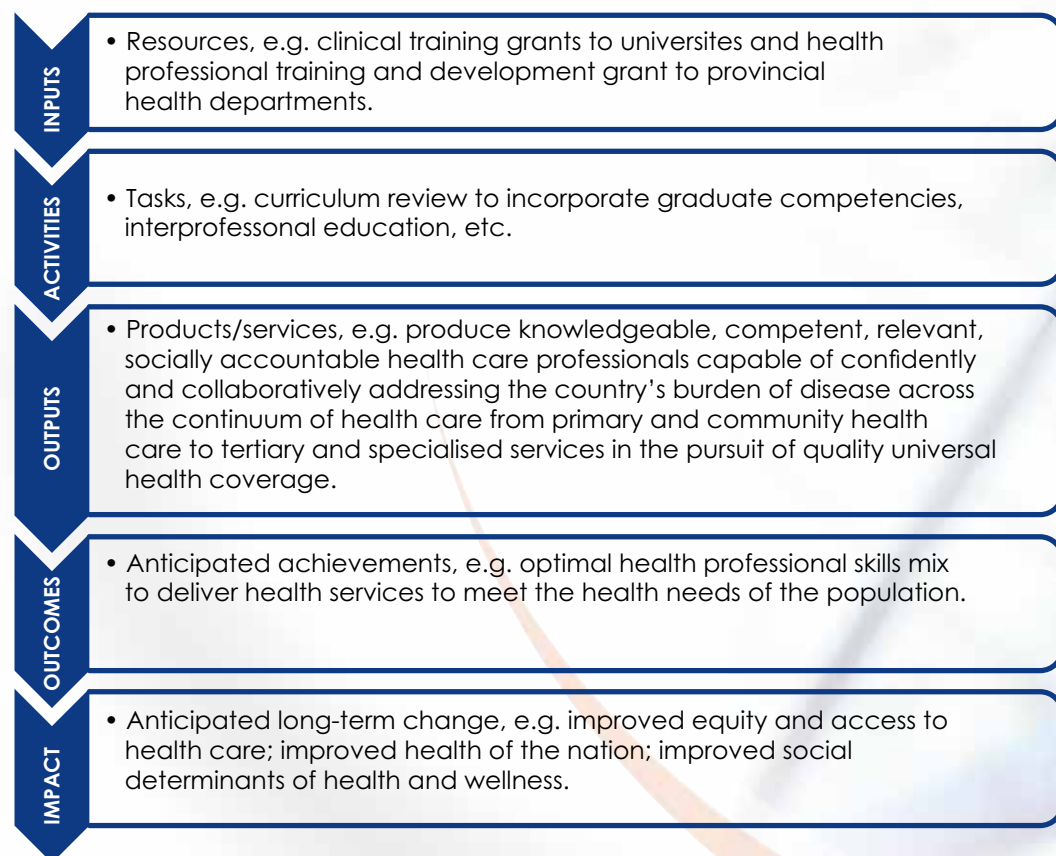 INPUTS
• Resources, e.g. clinical training grants to universites and health
professional training and development grant to provincial
health departments.
ACTIVITIES
• Tasks, e.g. curriculum review to incorporate graduate competencies,
interprofessonal education, etc.
OUTPUTS
• Products/services, e.g. produce knowledgeable, competent, relevant,
socially accountable health care professionals capable of confidently
and collaboratively addressing the country’s burden of disease across
the continuum of health care from primary and community health
care to tertiary and specialised services in the pursuit of quality universal
health coverage.
OUTCOMES
• Anticipated achievements, e.g. optimal health professional skills mix
to deliver health services to meet the health needs of the population.
IMPACT
• Anticipated long-term change, e.g. improved equity and access to
health care; improved health of the nation; improved social
determinants of health and wellness.